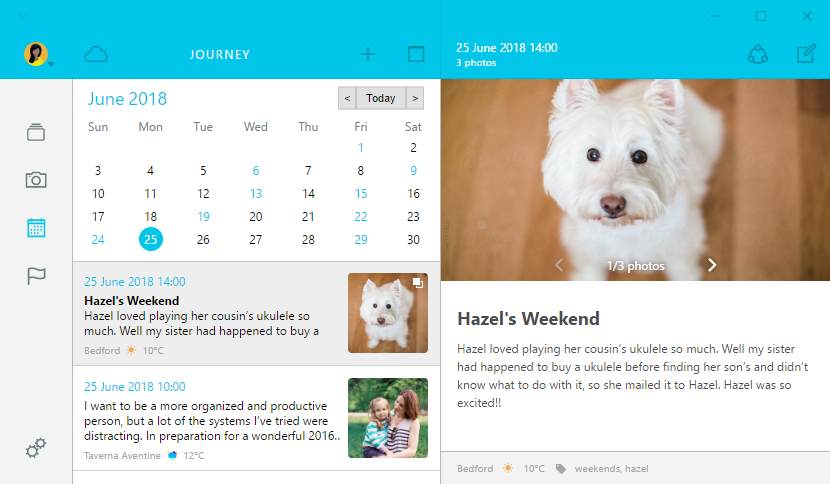 JOURNEY
25 June 2018 14:00
3 photos
June 2018
< Today >
Sun Mon Tue Wed Thu Fri Sat
1 2
3 4 5 6 7 8 9
10 11 12 13 14 15 16
17 18 19 20 21 22 23
24 25 26 27 28 29 30
25 June 2018 14:00
Hazel's Weekend
Hazel loved playing her cousin’s ukulele so
much. Well my sister had happened to buy a
Bedford 10°C
25 June 2018 10:00
I want to be a more organized and productive
person, but a lot of the systems I’ve tried were
distracting. In preparation for a wonderful 2016..
Taverna Aventine 12°C
1/3 photos
Hazel's Weekend
Hazel loved playing her cousin’s ukulele so much. Well my sister
had happened to buy a ukulele before finding her son’s and didn’t
know what to do with it, so she mailed it to Hazel. Hazel was so
excited!!
Bedford 10°C weekends, hazel